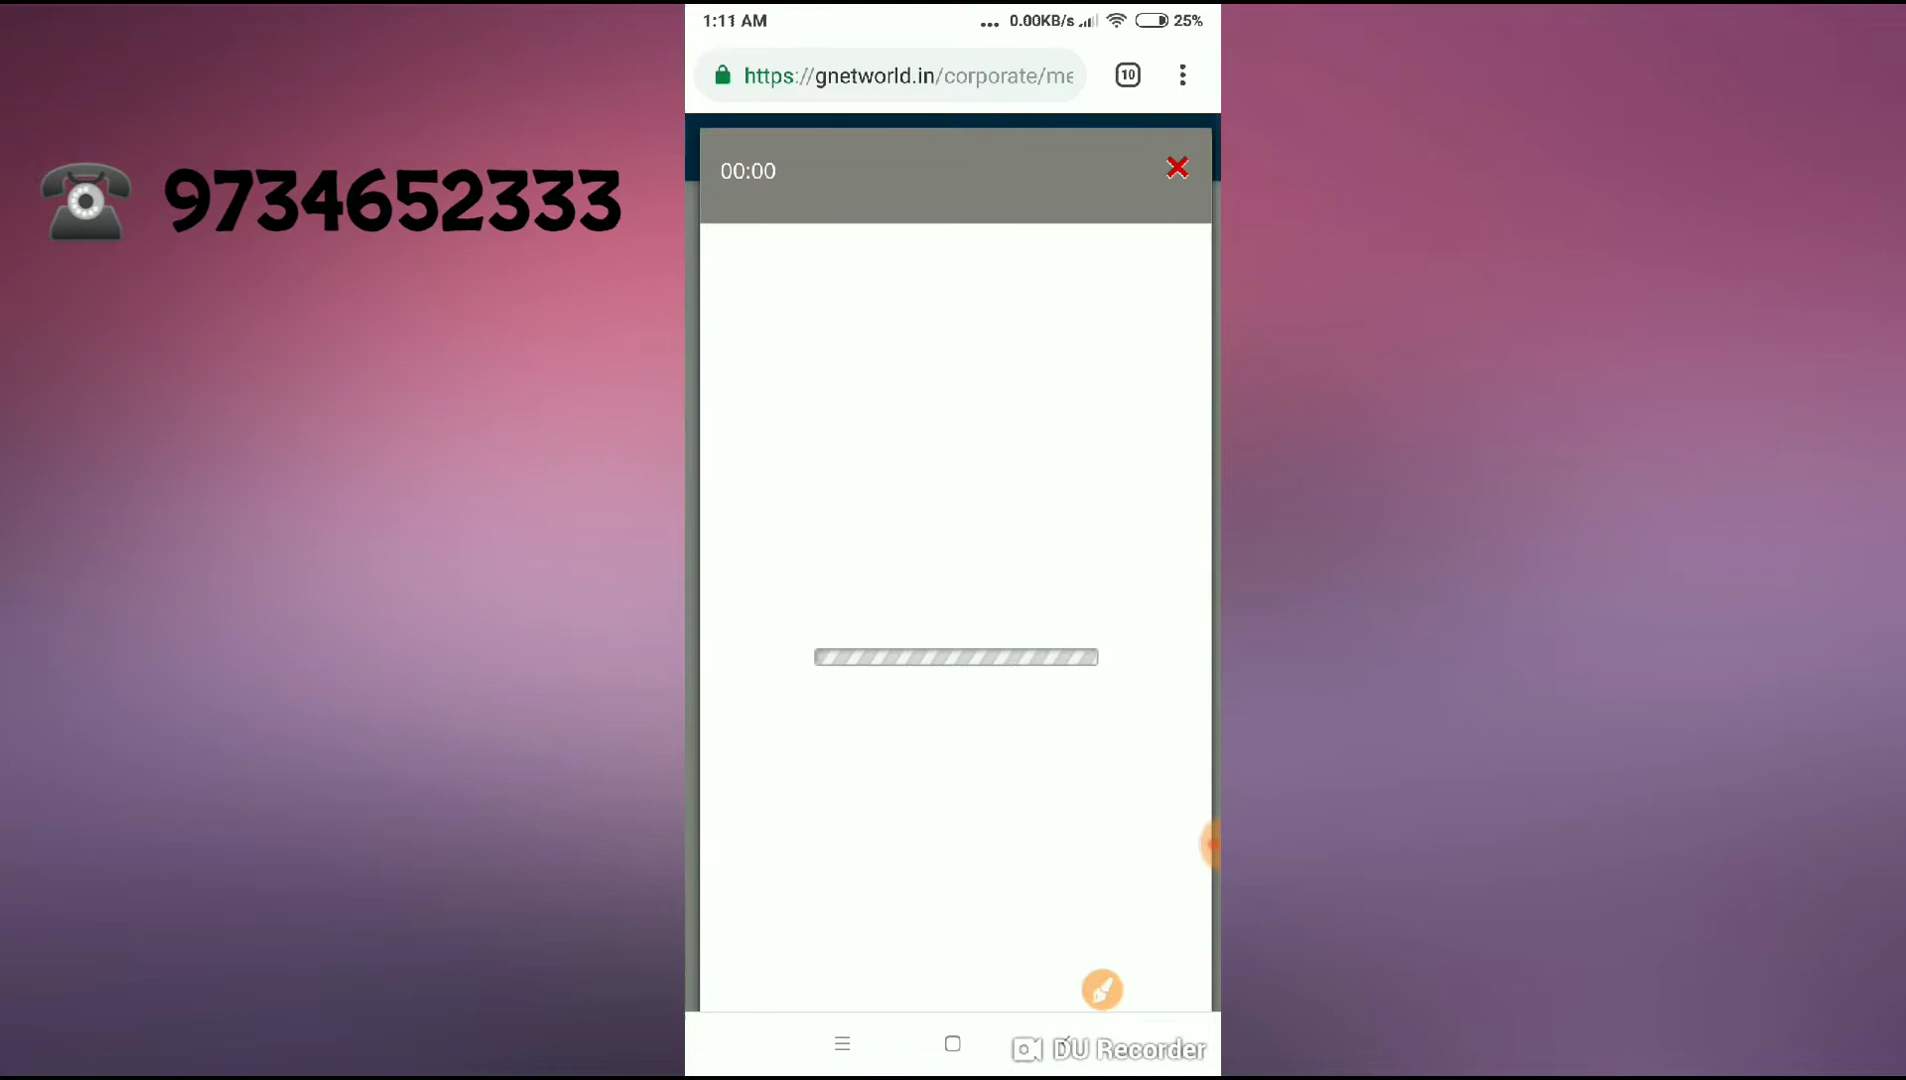 1:11 AM
... 0.00KB/s 25%
https://gnetworld.in/corporate/me
10
00:00
☎ 9734652333
DU Recorder